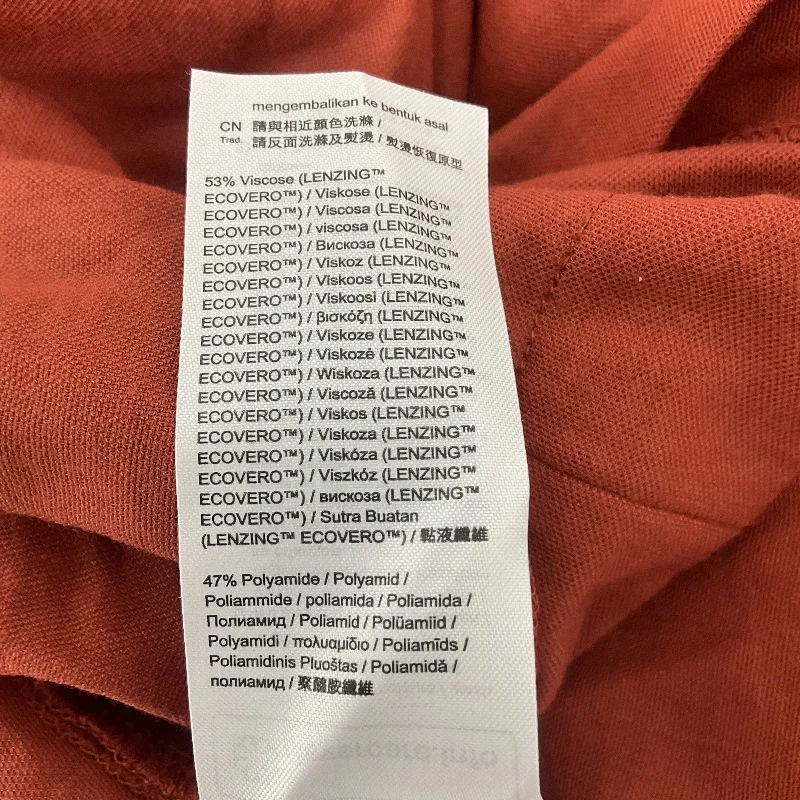 mengembalikan ke bentuk asal
CN 請與相近顏色洗滌 /
Trad. 請反面洗滌及熨燙 / 熨燙恢復原型
53% Viscose (LENZING™
ECOVERO™) / Viskose (LENZING™
ECOVERO™) / Viscosa (LENZING™
ECOVERO™) / viscosa (LENZING™
ECOVERO™) / Вискоза (LENZING™
ECOVERO™) / Viskoz (LENZING™
ECOVERO™) / Viskoos (LENZING™
ECOVERO™) / Viskoosi (LENZING™
ECOVERO™) / βισκόζη (LENZING™
ECOVERO™) / Viskoze (LENZING™
ECOVERO™) / Viskozė (LENZING™
ECOVERO™) / Wiskoza (LENZING™
ECOVERO™) / Viscoză (LENZING™
ECOVERO™) / Viskos (LENZING™
ECOVERO™) / Viskoza (LENZING™
ECOVERO™) / Viskóza (LENZING™
ECOVERO™) / Viszkóz (LENZING™
ECOVERO™) / вискоза (LENZING™
ECOVERO™) / Sutra Buatan
(LENZING™ ECOVERO™) / 黏液纖維
47% Polyamide / Polyamid /
Poliammide / poliamida / Poliamida /
Полиамид / Poliamid / Polüamiid /
Polyamidi / πολυαμίδιο / Poliamīds /
Poliamidinis Pluoštas / Poliamidă /
полиамид / 聚醯胺纖維